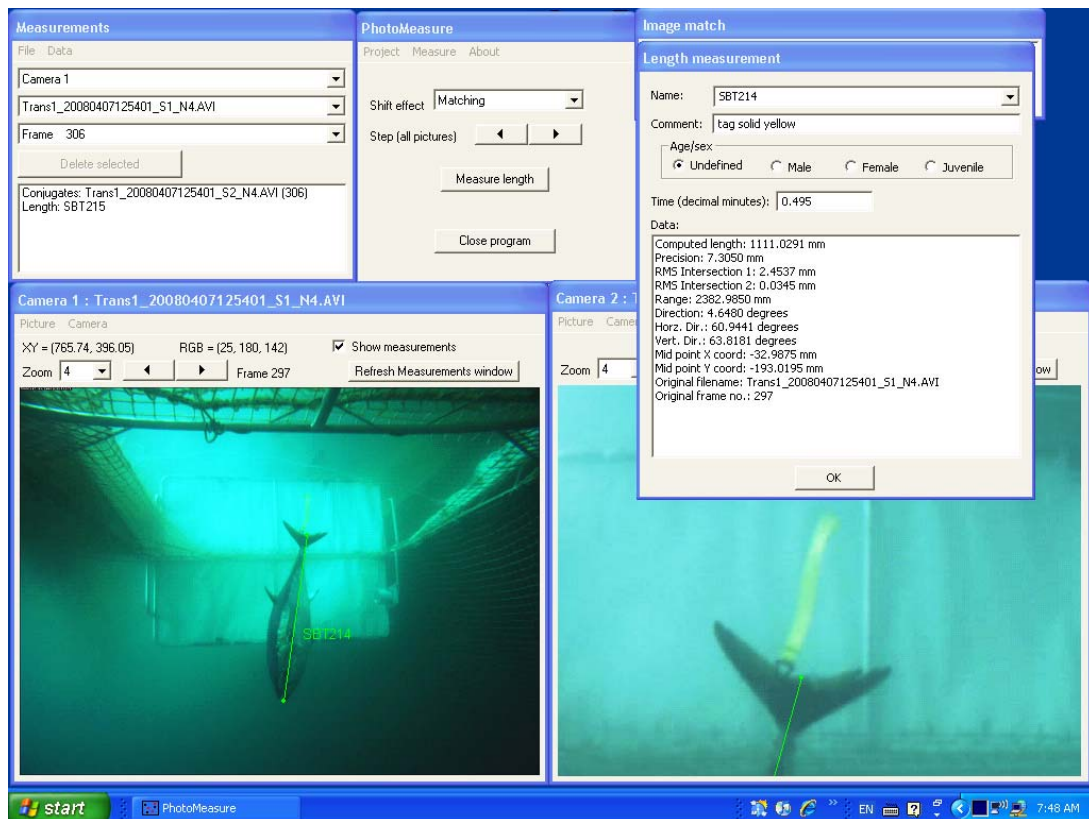 Measurements
File Data
Camera 1
Trans1_20080407125401_S1_N4.AVI
Frame 306
Delete selected
Conjugates: Trans1_20080407125401_S2_N4.AVI (306)
Length: SBT215
PhotoMeasure
Project Measure About
Shift effect Matching
Step (all pictures)
Measure length
Close program
Image match
Length measurement
Name: SBT214
Comment: tag solid yellow
Age/sex
Undefined Male Female Juvenile
Time (decimal minutes): 0.495
Data:
Computed length: 1111.0291 mm
Precision: 7.3050 mm
RMS Intersection 1: 2.4537 mm
RMS Intersection 2: 0.0345 mm
Range: 2382.9850 mm
Direction: 4.6480 degrees
Horz. Dir.: 60.9441 degrees
Vert. Dir.: 63.8181 degrees
Mid point X coord: -32.9875 mm
Mid point Y coord: -193.0195 mm
Original filename: Trans1_20080407125401_S1_N4.AVI
Original frame no.: 297
OK
Camera 1 : Trans1_20080407125401_S1_N4.AVI
Picture Camera
XY = (765.74, 396.05) RGB = (25, 180, 142) Show measurements
Zoom 4 Frame 297 Refresh Measurements window
SBT214
Camera 2 :
Picture
Zoom 4
ow
start PhotoMeasure EN 7:48 AM